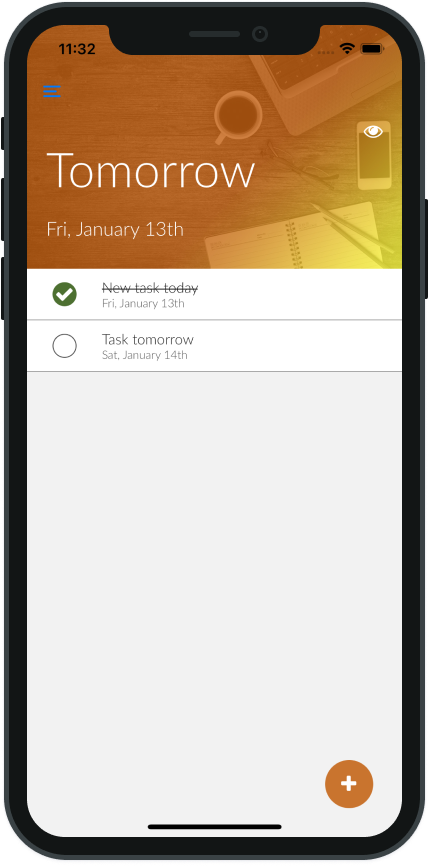 11:32
Tomorrow
Fri, January 13th
New task today
Fri, January 13th
Task tomorrow
Sat, January 14th